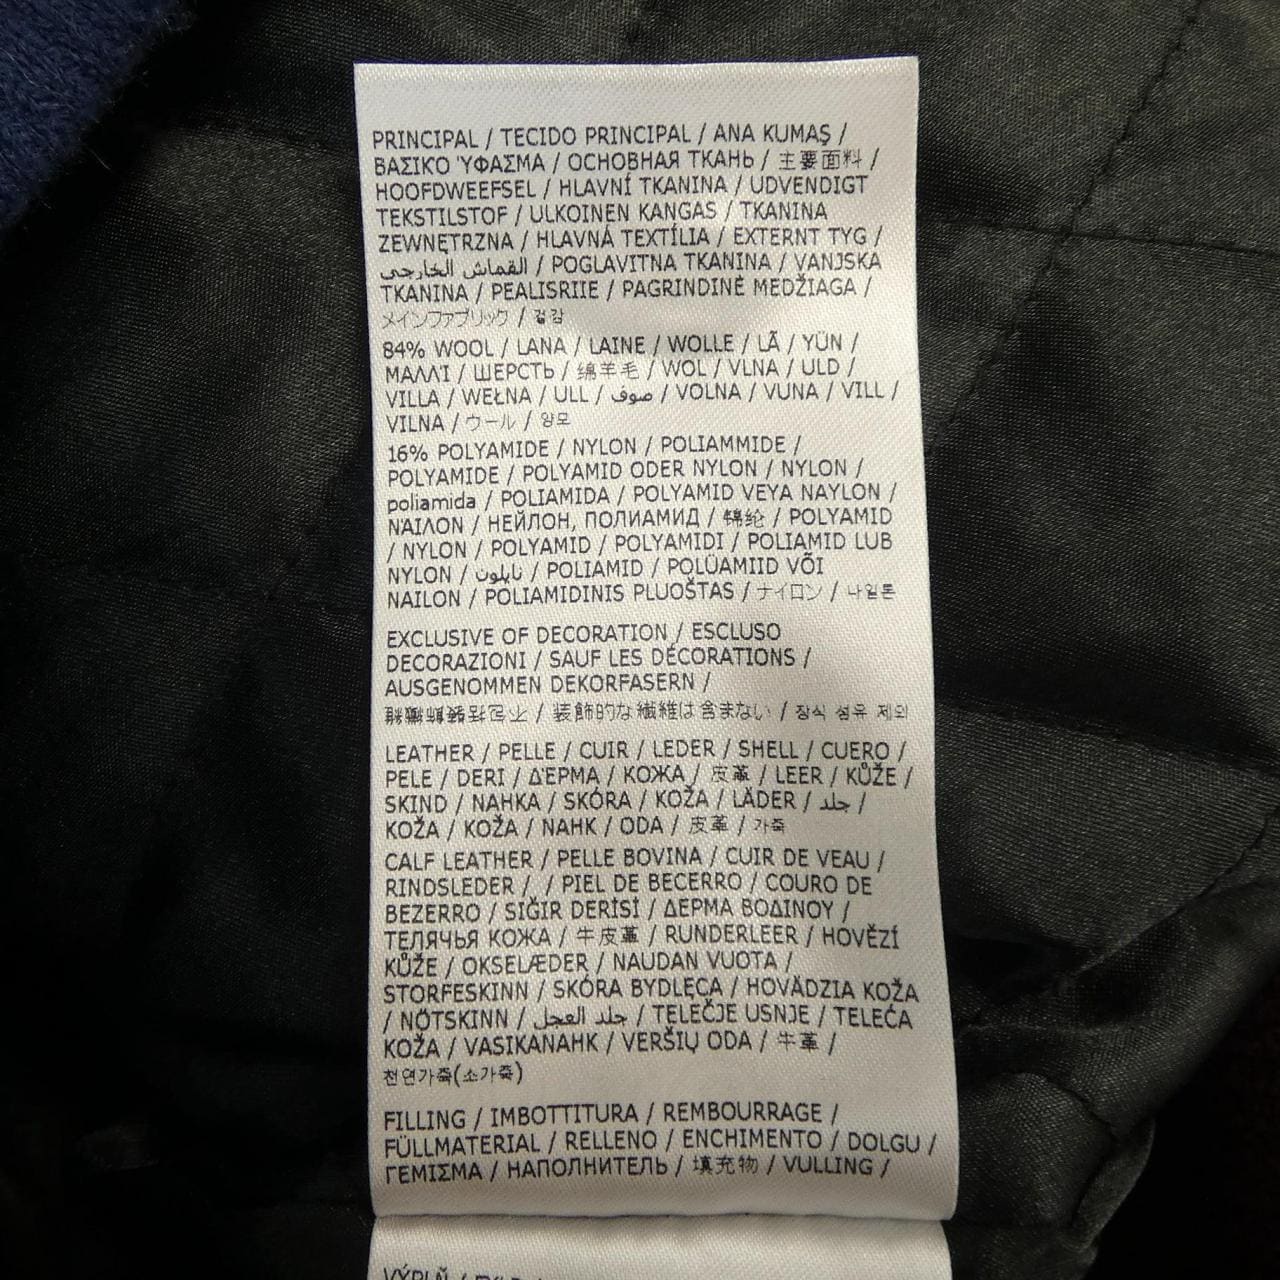 PRINCIPAL / TECIDO PRINCIPAL / ANA KUMAŞ /
ΒΑΣΙΚΟ ΎΦΑΣΜΑ / ОСНОВНАЯ ТКАНЬ / 主要面料 /
HOOFDWEEFSEL / HLAVNÍ TKANINA / UDVENDIGT
TEKSTILSTOF / ULKOINEN KANGAS / TKANINA
ZEWNĘTRZNA / HLAVNÁ TEXTÍLIA / EXTERNT TYG /
القماش الخارجي / POGLAVITNA TKANINA / VANJSKA
TKANINA / PEALISRIIE / PAGRINDINĖ MEDŽIAGA /
メインファブリック / 겉감
84% WOOL / LANA / LAINE / WOLLE / LÃ / YÜN /
ΜΑΛΛΊ / ШЕРСТЬ / 绵羊毛 / WOL / VLNA / ULD /
VILLA / WEŁNA / ULL / صوف / VOLNA / VUNA / VILL /
VILNA / ウール / 양모
16% POLYAMIDE / NYLON / POLIAMMIDE /
POLYAMIDE / POLYAMID ODER NYLON / NYLON /
poliamida / POLIAMIDA / POLYAMID VEYA NAYLON /
ΝΆΙΛΟΝ / НЕЙЛОН, ПОЛИАМИД / 锦纶 / POLYAMID
/ NYLON / POLYAMID / POLYAMIDI / POLIAMID LUB
NYLON / نايلون / POLIAMID / POLÜAMIID VÕI
NAILON / POLIAMIDINIS PLUOŠTAS / ナイロン / 나일론
EXCLUSIVE OF DECORATION / ESCLUSO
DECORAZIONI / SAUF LES DÉCORATIONS /
AUSGENOMMEN DEKORFASERN /
/ 装飾的な繊維は含まない / 장식 섬유 제외
LEATHER / PELLE / CUIR / LEDER / SHELL / CUERO /
PELE / DERI / ΔΈΡΜΑ / КОЖА / 皮革 / LEER / KŮŽE /
SKIND / NAHKA / SKÓRA / KOŽA / LÄDER / جلد /
KOŽA / KOŽA / NAHK / ODA / 皮革 / 가죽
CALF LEATHER / PELLE BOVINA / CUIR DE VEAU /
RINDSLEDER / / PIEL DE BECERRO / COURO DE
BEZERRO / SIĞIR DERİSİ / ΔΕΡΜΑ ΒΟΔΙΝΟΥ /
ТЕЛЯЧЬЯ КОЖА / 牛皮革 / RUNDERLEER / HOVĚZÍ
KŮŽE / OKSELÆDER / NAUDAN VUOTA /
STORFESKINN / SKÓRA BYDLĘCA / HOVÄDZIA KOŽA
/ NÖTSKINN / جلد العجل / TELEČJE USNJE / TELEĆA
KOŽA / VASIKANAHK / VERŠIŲ ODA / 牛革 /
천연가죽(소가죽)
FILLING / IMBOTTITURA / REMBOURRAGE /
FÜLLMATERIAL / RELLENO / ENCHIMENTO / DOLGU /
ΓΕΜΙΣΜΑ / НАПОЛНИТЕЛЬ / 填充物 / VULLING /
VÝPLŇ /